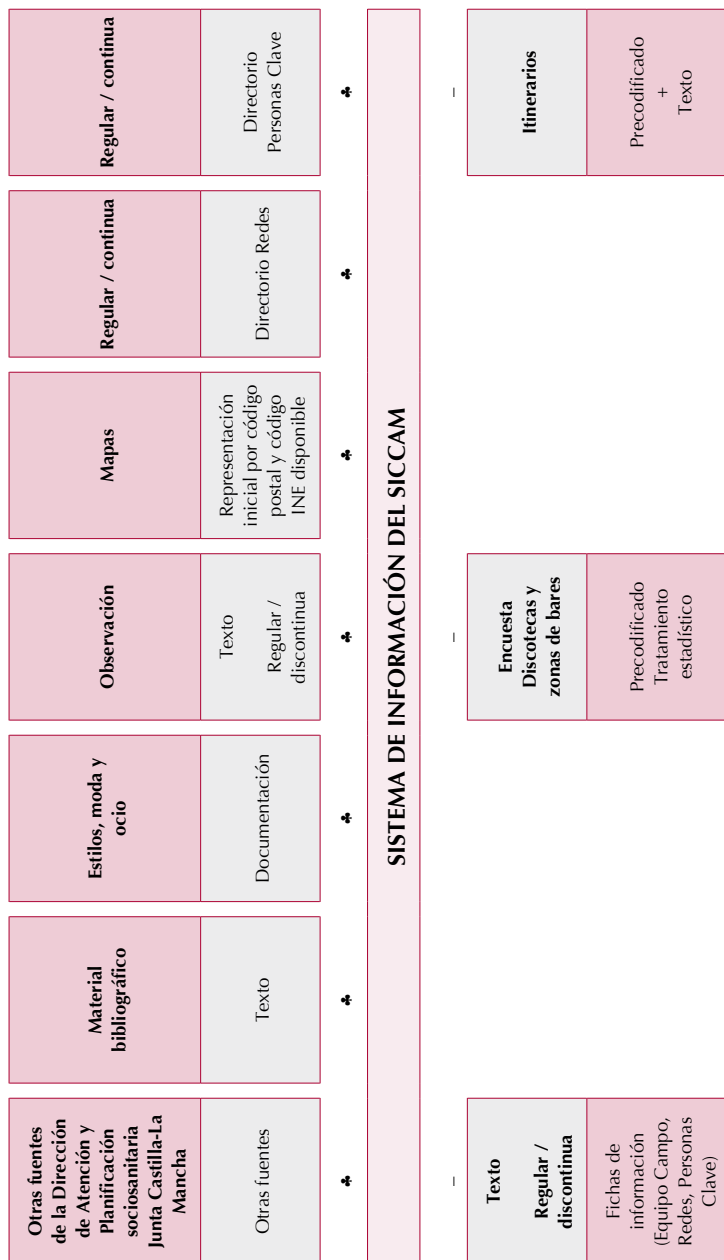 Otras fuentes
de la Dirección
de Atención y
Planificación
sociosanitaria
Junta Castilla-La
Mancha
Otras fuentes
Material
bibliográfico
Texto
Estilos, moda y
ocio
Documentación
Observación
Texto
Regular /
discontinua
Mapas
Representación
inicial por código
postal y código
INE disponible
Regular / continua
Directorio Redes
Regular / continua
Directorio
Personas Clave
♣ ♣ ♣ ♣ ♣ ♣ ♣
SISTEMA DE INFORMACIÓN DEL SICCAM
– – –
Texto
Regular /
discontinua
Fichas de
información
(Equipo Campo,
Redes, Personas
Clave)
Encuesta
Discotecas y
zonas de bares
Precodificado
Tratamiento
estadístico
Itinerarios
Precodificado
+
Texto